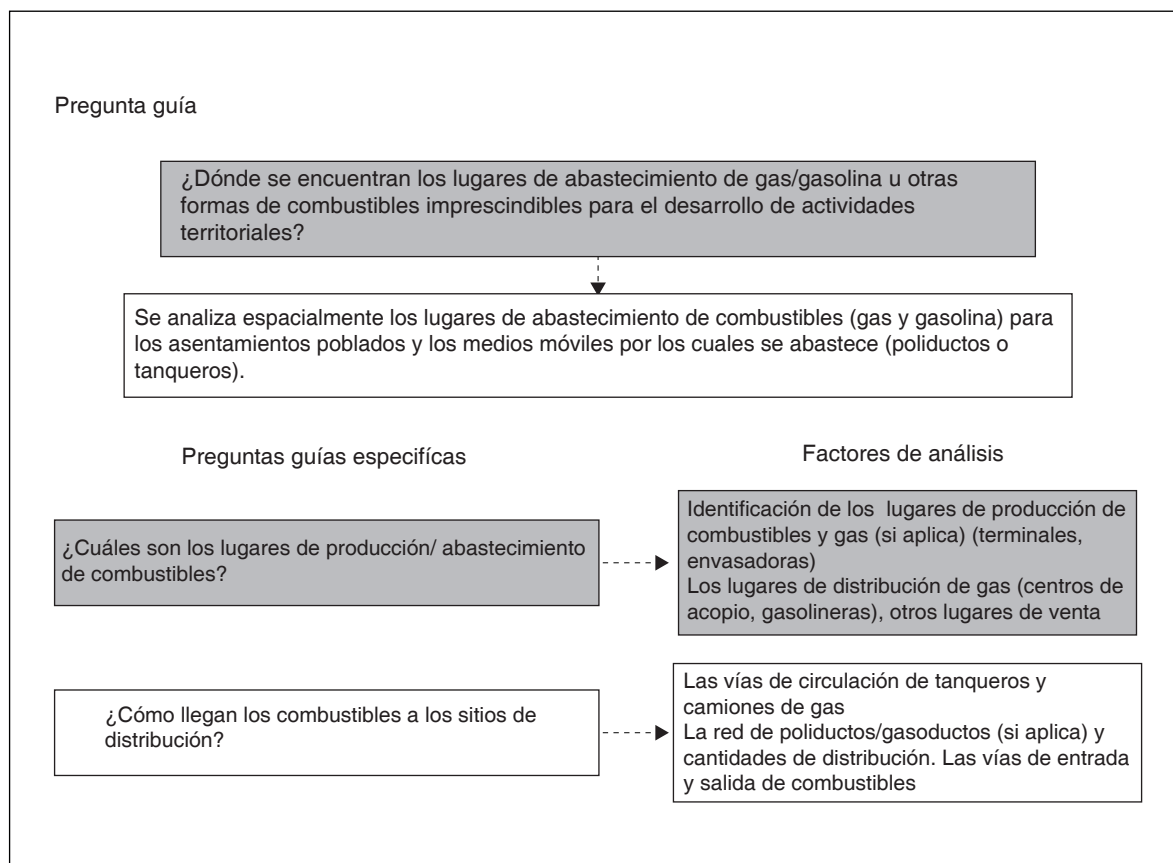 Pregunta guía
¿Dónde se encuentran los lugares de abastecimiento de gas/gasolina u otras
formas de combustibles imprescindibles para el desarrollo de actividades
territoriales?
Se analiza espacialmente los lugares de abastecimiento de combustibles (gas y gasolina) para
los asentamientos poblados y los medios móviles por los cuales se abastece (poliductos o
tanqueros).
Preguntas guías especifícas
Factores de análisis
¿Cuáles son los lugares de producción/ abastecimiento
de combustibles?
Identificación de los lugares de producción de
combustibles y gas (si aplica) (terminales,
envasadoras)
Los lugares de distribución de gas (centros de
acopio, gasolineras), otros lugares de venta
¿Cómo llegan los combustibles a los sitios de
distribución?
Las vías de circulación de tanqueros y
camiones de gas
La red de poliductos/gasoductos (si aplica) y
cantidades de distribución. Las vías de entrada
y salida de combustibles